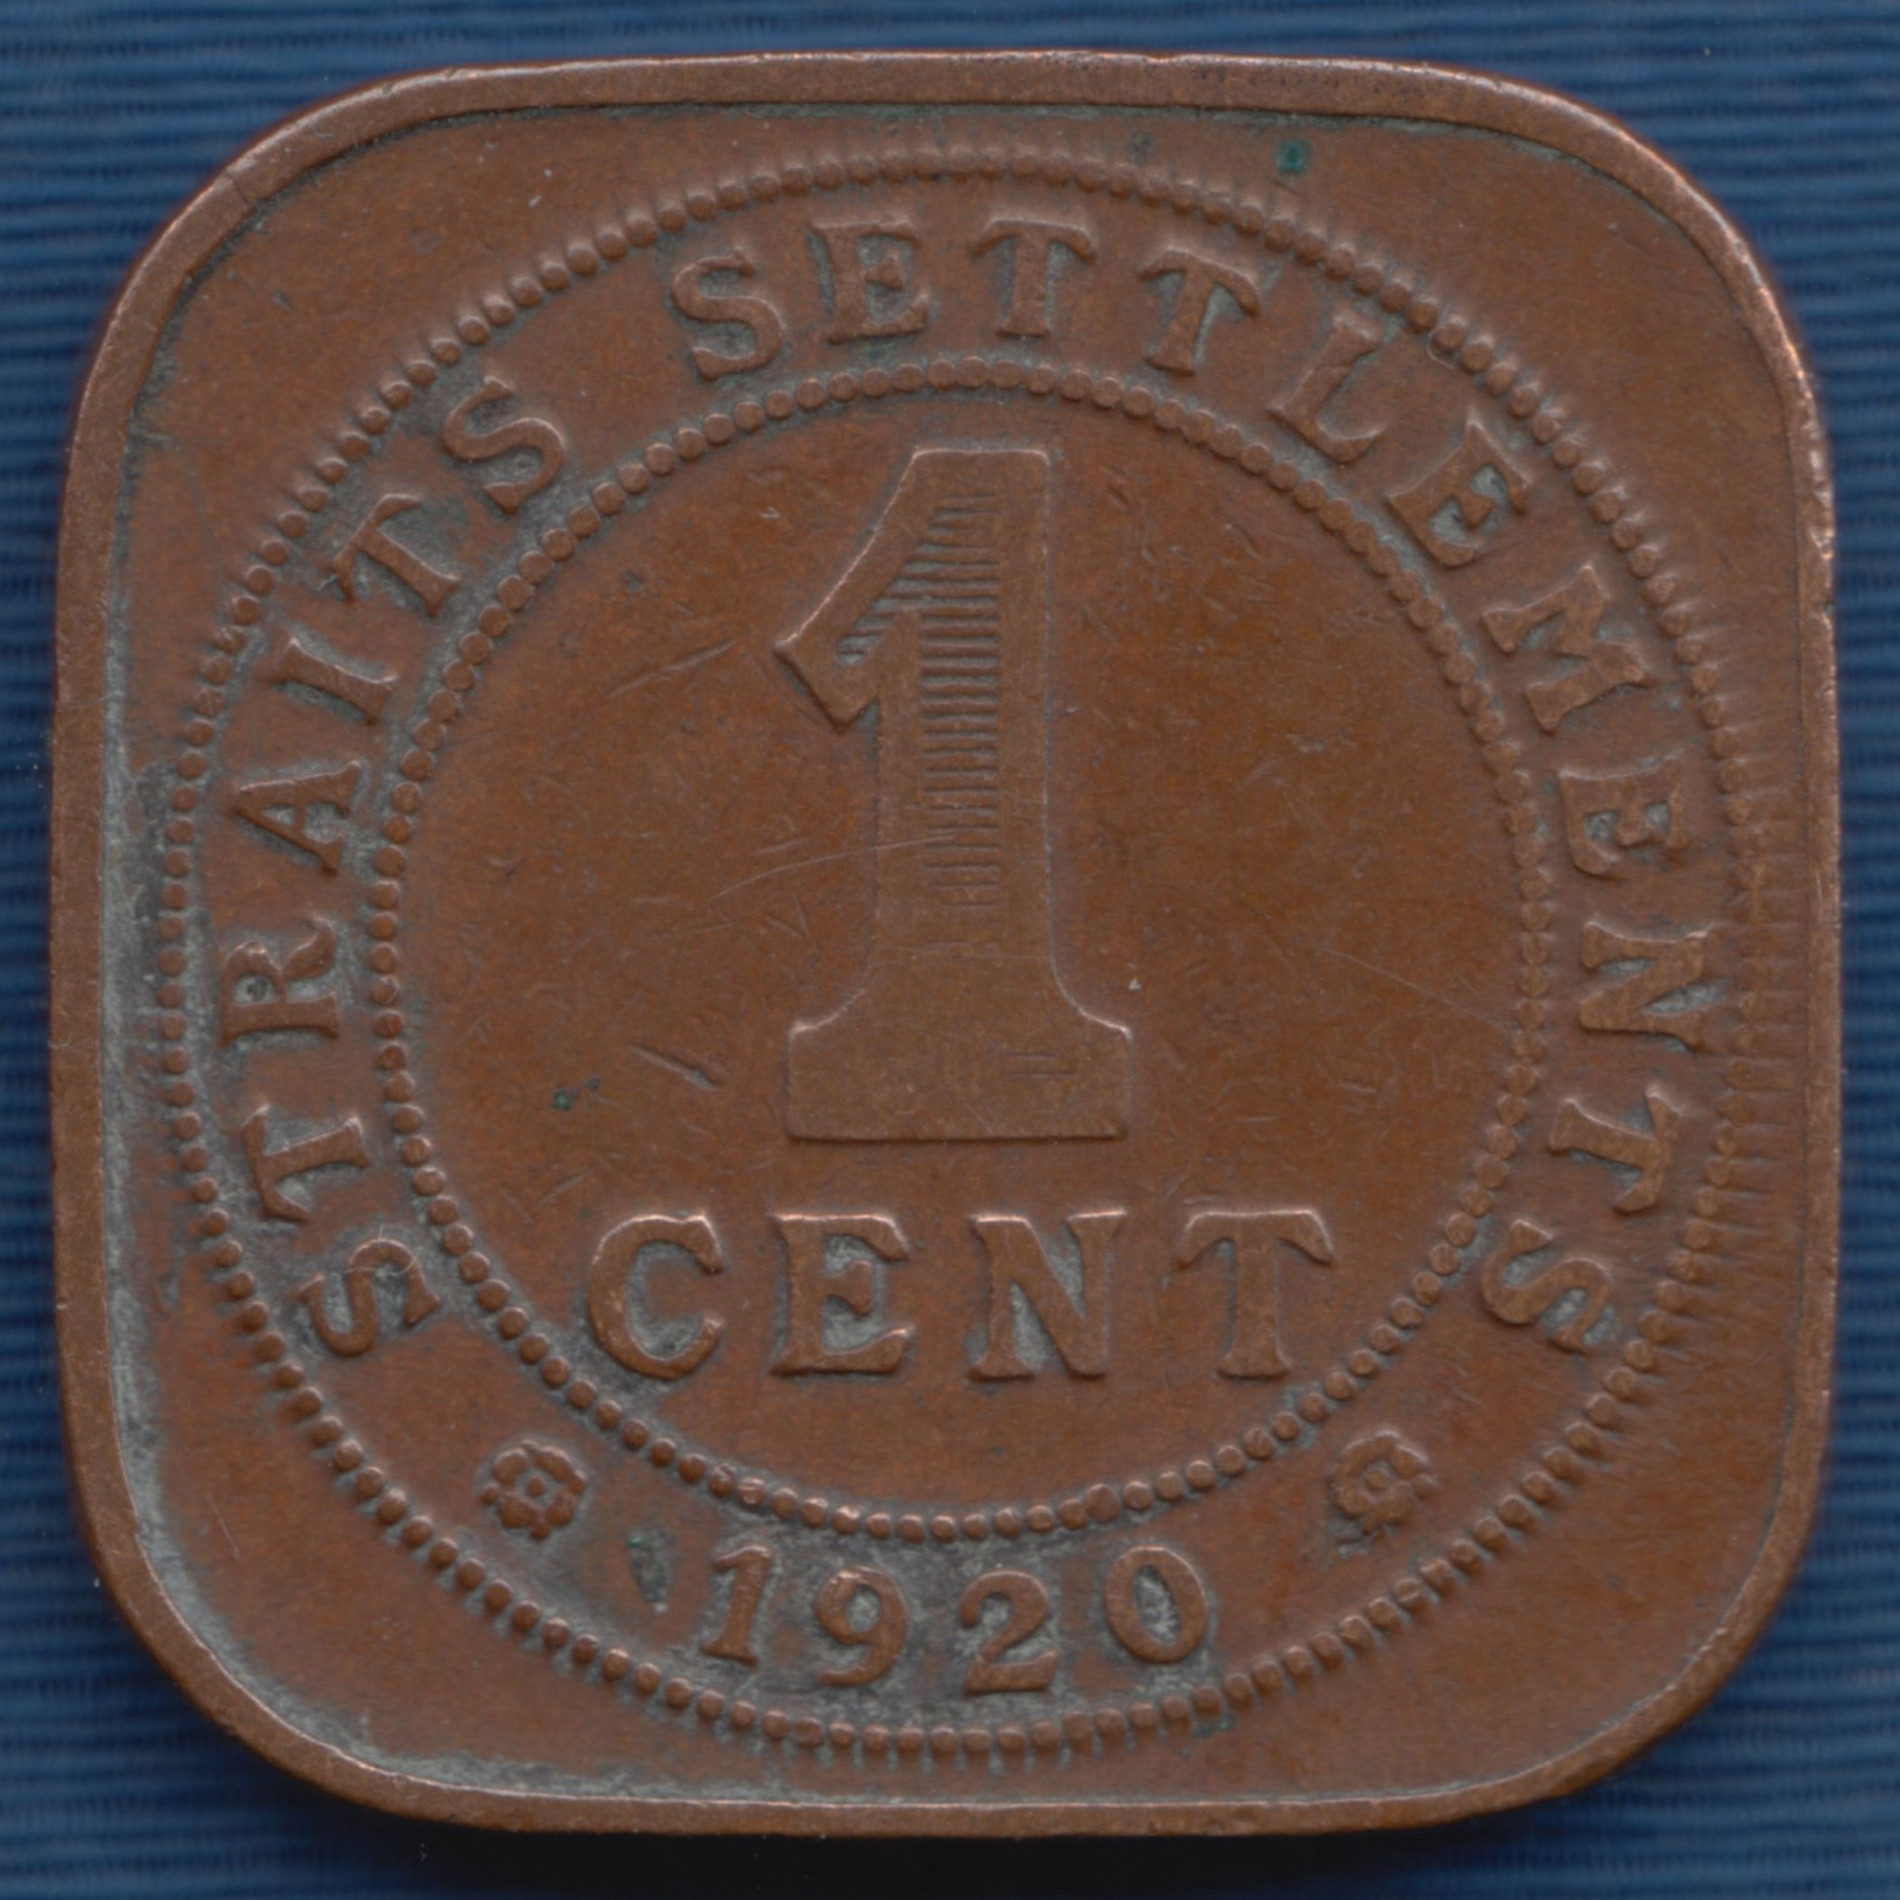 STRAITS SETTLEMENTS
1
CENT
1920